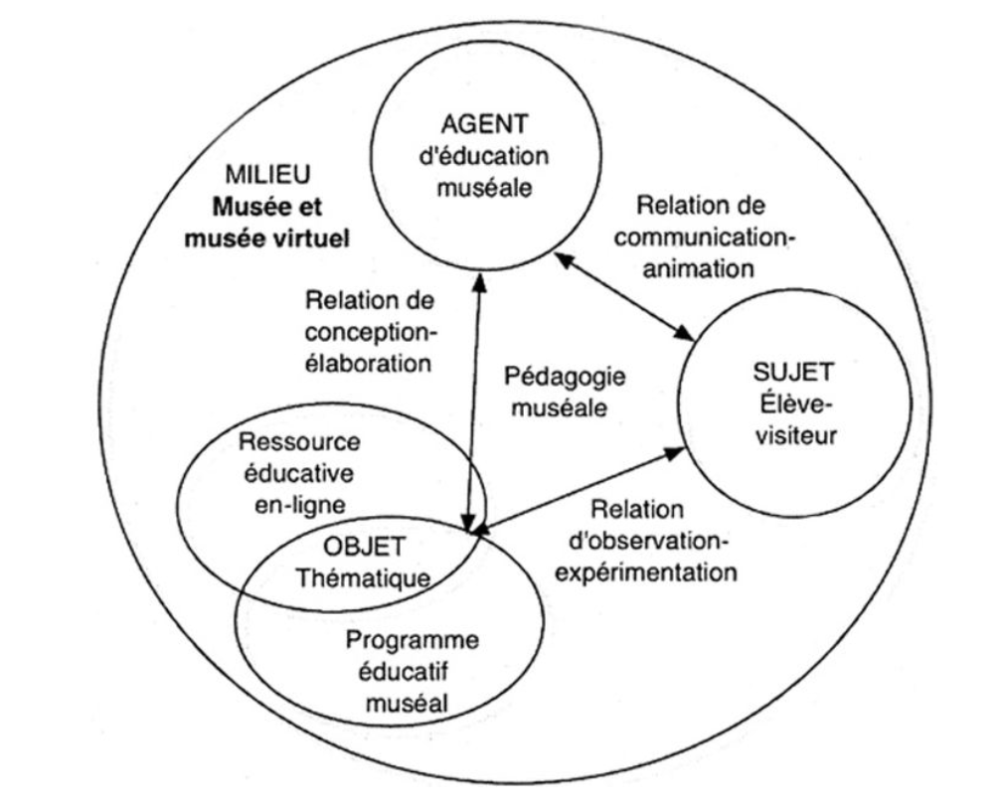 AGENT
d'éducation
muséale
MILIEU
Musée et
musée virtuel
Relation de
communication-
animation
Relation de
conception-
élaboration
Pédagogie
muséale
SUJET
Élève-
visiteur
Ressource
éducative
en-ligne
OBJET
Thématique
Relation
d'observation-
expérimentation
Programme
éducatif
muséal